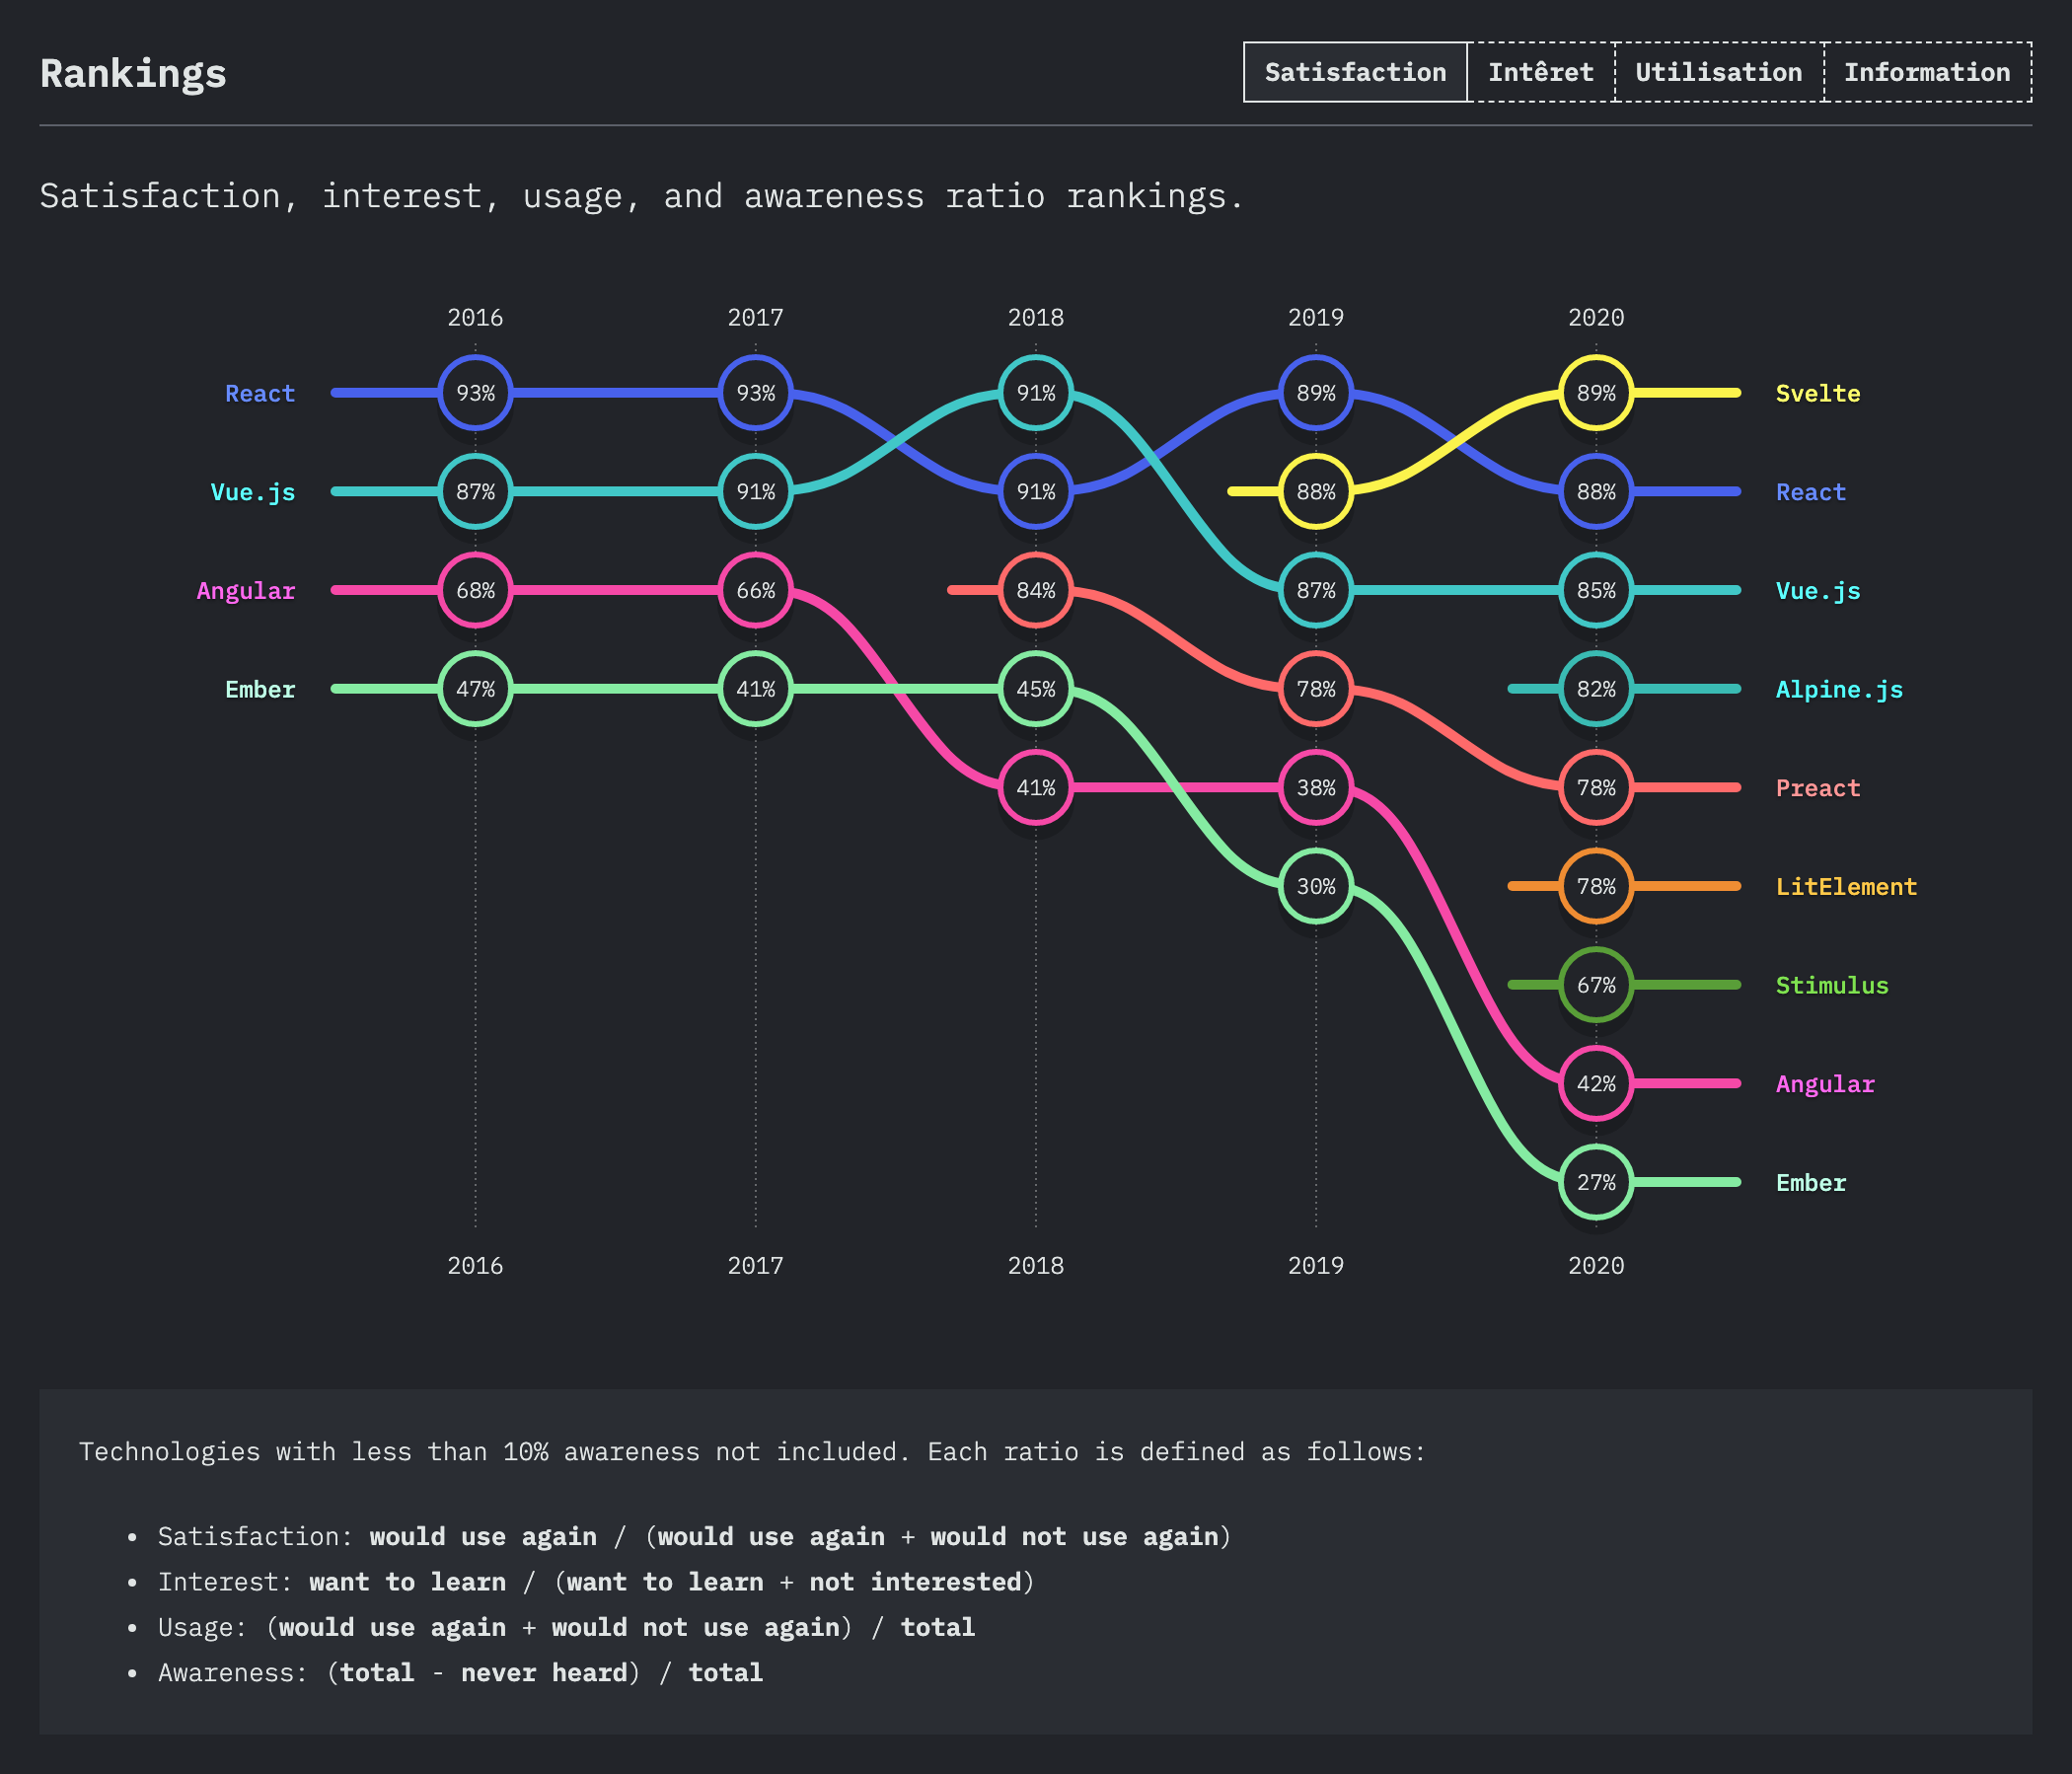 Rankings
Satisfaction Intêret Utilisation Information
Satisfaction, interest, usage, and awareness ratio rankings.
2016 2017 2018 2019 2020
React 93% 93% 91% 89% 89% Svelte
Vue.js 87% 91% 91% 88% 88% React
Angular 68% 66% 84% 87% 85% Vue.js
Ember 47% 41% 45% 78% 82% Alpine.js
41% 38% 78% Preact
30% 78% LitElement
67% Stimulus
42% Angular
27% Ember
2016 2017 2018 2019 2020
Technologies with less than 10% awareness not included. Each ratio is defined as follows:
• Satisfaction: would use again / (would use again + would not use again)
• Interest: want to learn / (want to learn + not interested)
• Usage: (would use again + would not use again) / total
• Awareness: (total - never heard) / total